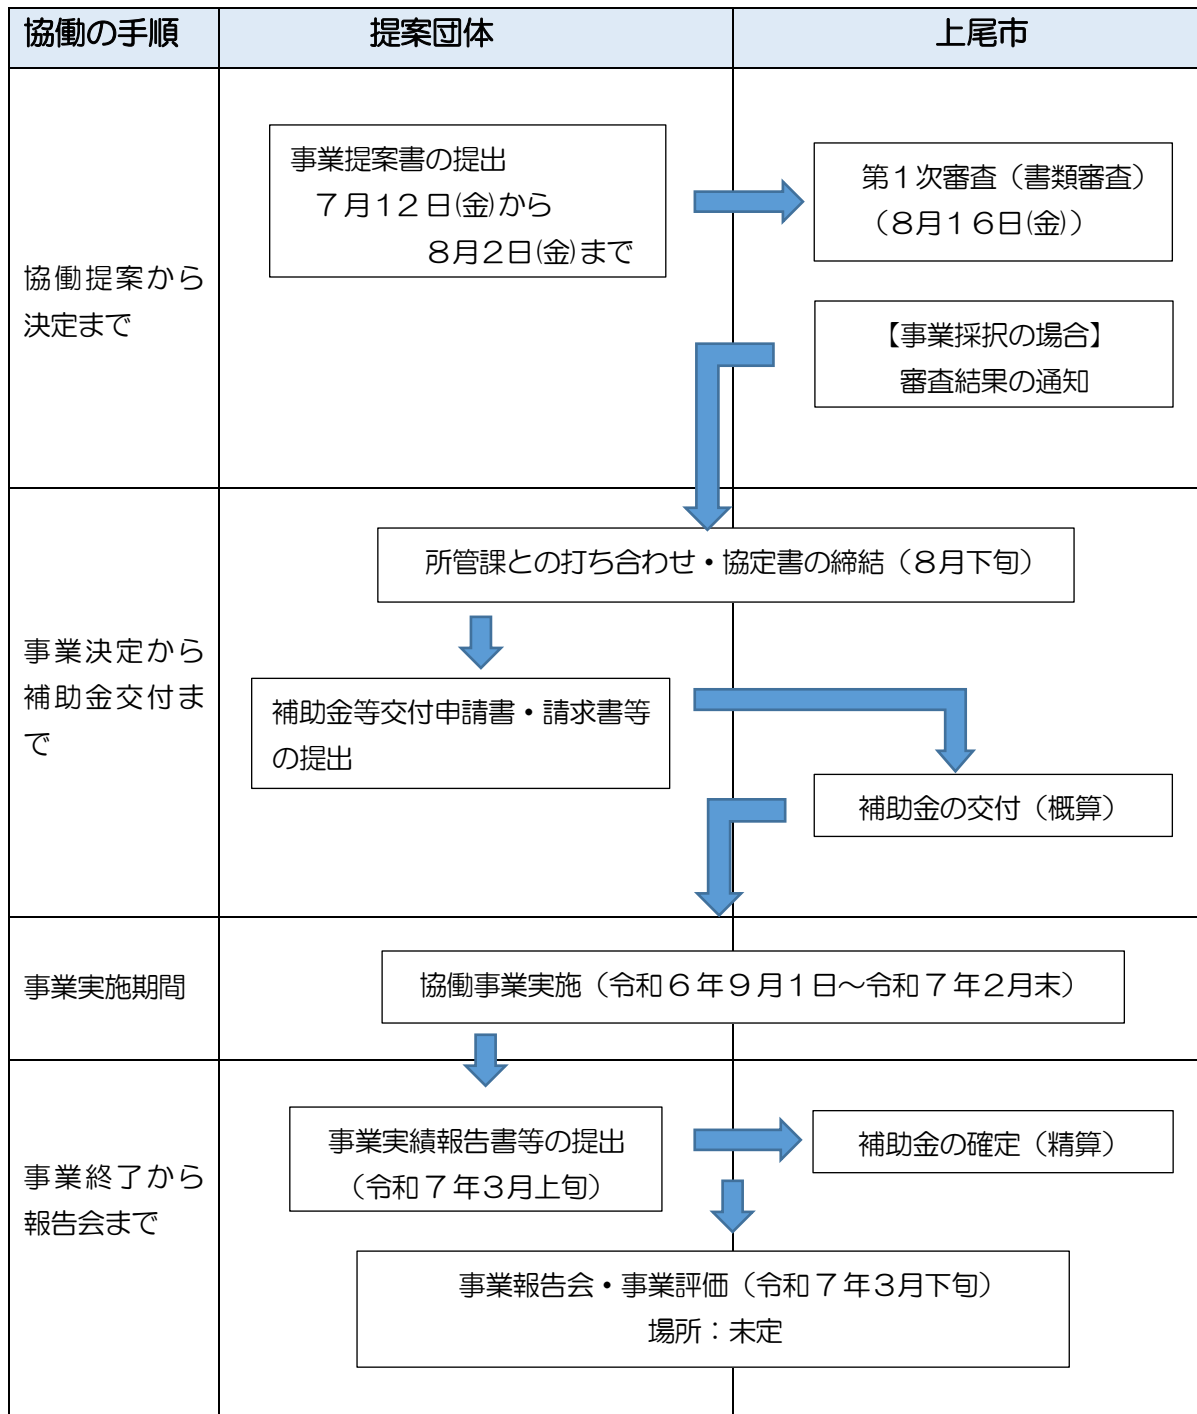 協働の手順
提案団体
上尾市
協働提案から
決定まで
事業提案書の提出
７月１２日(金)から
８月２日(金)まで
第１次審査（書類審査）
（８月１６日(金)）
【事業採択の場合】
審査結果の通知
事業決定から
補助金交付ま
で
所管課との打ち合わせ・協定書の締結（８月下旬）
補助金等交付申請書・請求書等
の提出
補助金の交付（概算）
事業実施期間
協働事業実施（令和６年９月１日～令和７年２月末）
事業終了から
報告会まで
事業実績報告書等の提出
（令和７年３月上旬）
補助金の確定（精算）
事業報告会・事業評価（令和７年３月下旬）
場所：未定